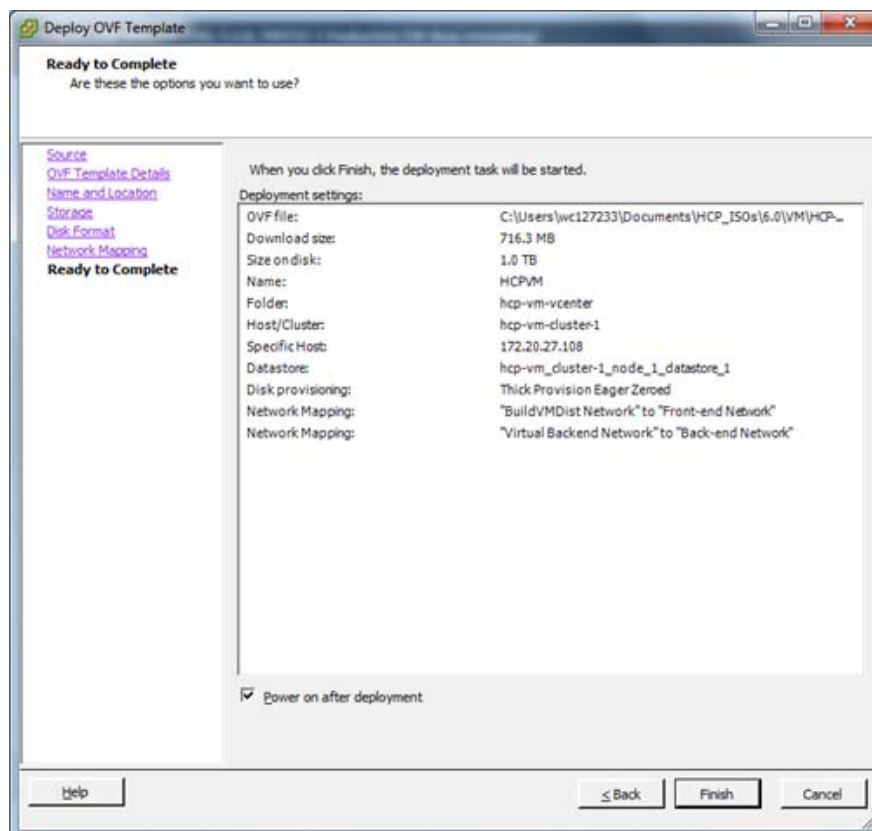 Deploy OVF Template
Ready to Complete
Are these the options you want to use?
Source
OVF Template Details
Name and Location
Storage
Disk Format
Network Mapping
Ready to Complete
When you click Finish, the deployment task will be started.
Deployment settings:
OVF file: C:\Users\wc127233\Documents\HCP_ISOs\6.0\VM\HCP-...
Download size: 716.3 MB
Size on disk: 1.0 TB
Name: HCPVM
Folder: hcp-vm-vcenter
Host/Cluster: hcp-vm-cluster-1
Specific Host: 172.20.27.108
Datastore: hcp-vm_cluster-1_node_1_datastore_1
Disk provisioning: Thick Provision Eager Zeroed
Network Mapping: "BuildVMDist Network" to "Front-end Network"
Network Mapping: "Virtual Backend Network" to "Back-end Network"
Power on after deployment
Help
< Back
Finish
Cancel